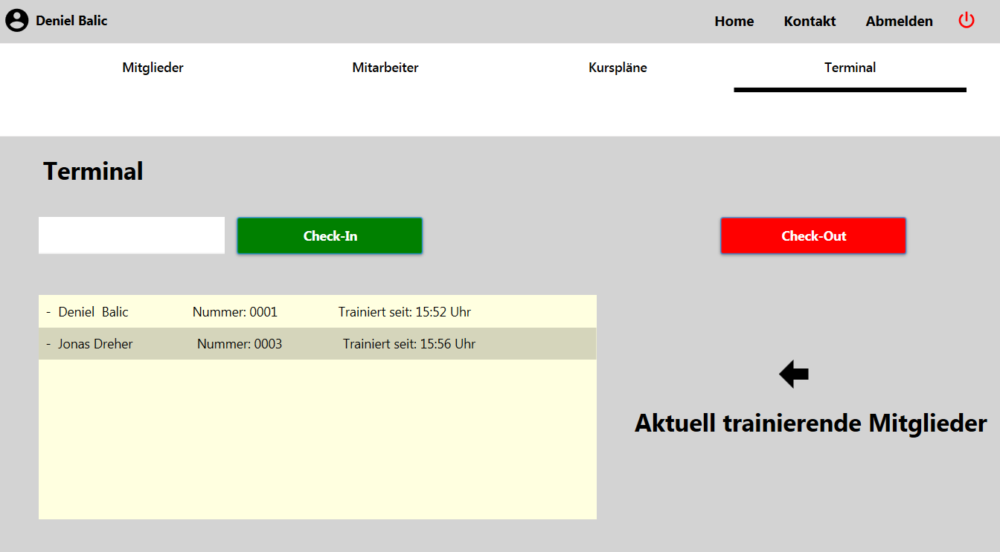 Deniel Balic Home Kontakt Abmelden
Mitglieder Mitarbeiter Kurspläne Terminal
Terminal
Check-In Check-Out
- Deniel  Balic Nummer: 0001 Trainiert seit: 15:52 Uhr
- Jonas Dreher Nummer: 0003 Trainiert seit: 15:56 Uhr
Aktuell trainierende Mitglieder